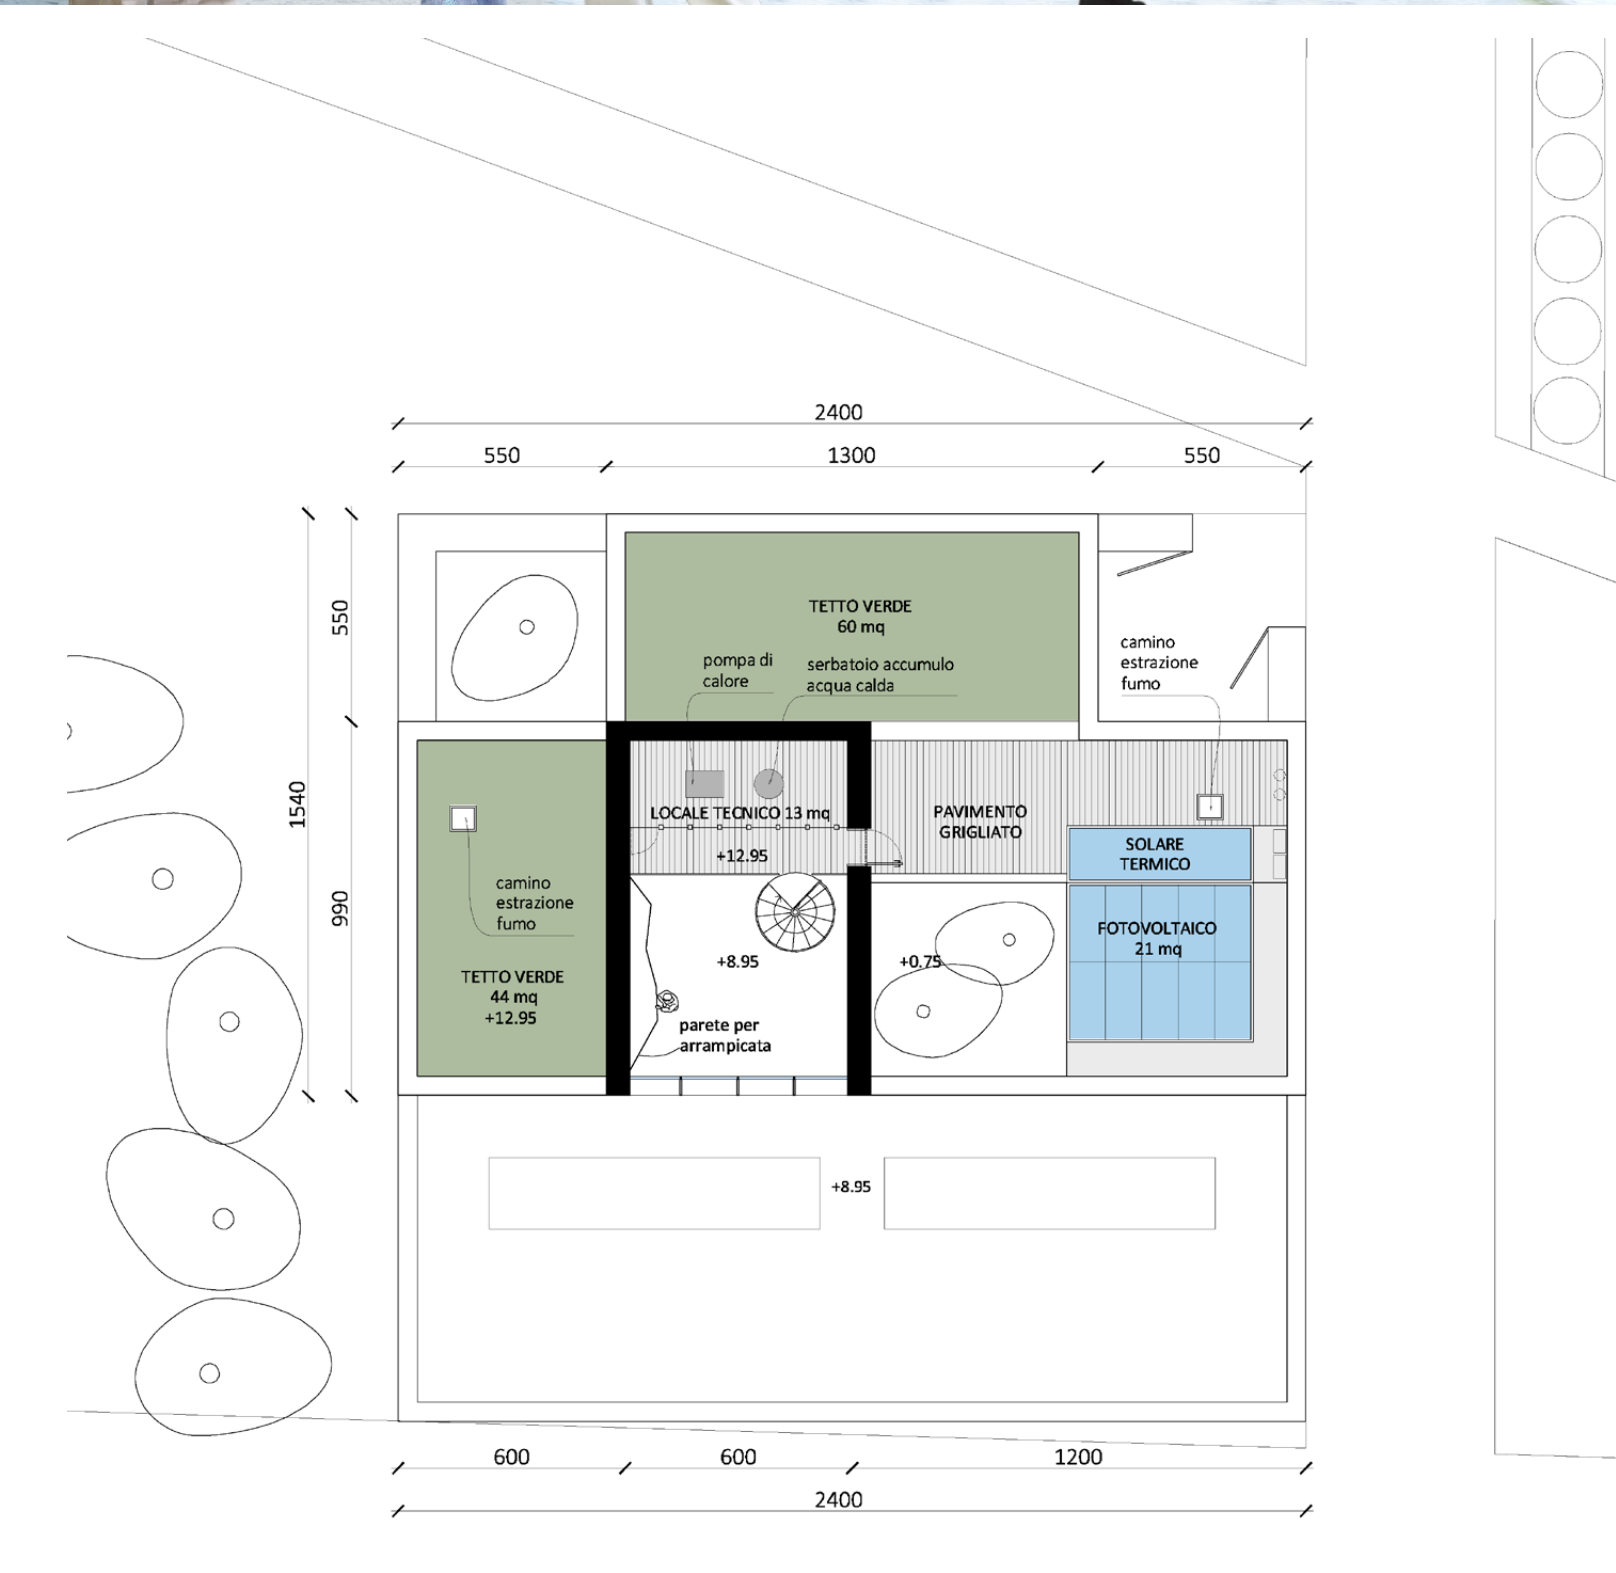 2400
550
1300
550
550
1540
990
TETTO VERDE
60 mq
pompa di
calore
serbatoio accumulo
acqua calda
camino
estrazione
fumo
LOCALE TECNICO 13 mq
+12.95
PAVIMENTO
GRIGLIATO
SOLARE
TERMICO
FOTOVOLTAICO
21 mq
camino
estrazione
fumo
TETTO VERDE
44 mq
+12.95
+8.95
+0.75
parete per
arrampicata
+8.95
600
600
1200
2400